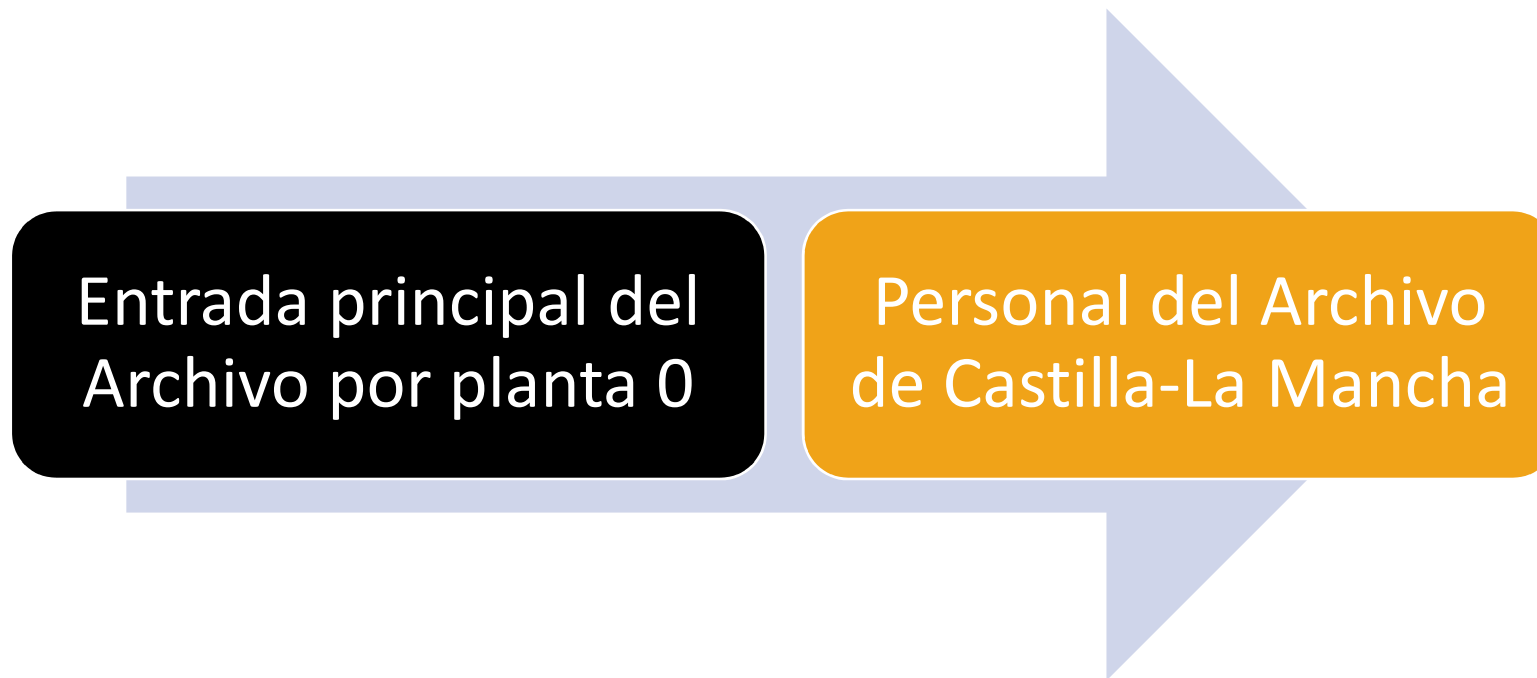 Entrada principal del
Archivo por planta 0
Personal del Archivo
de Castilla-La Mancha